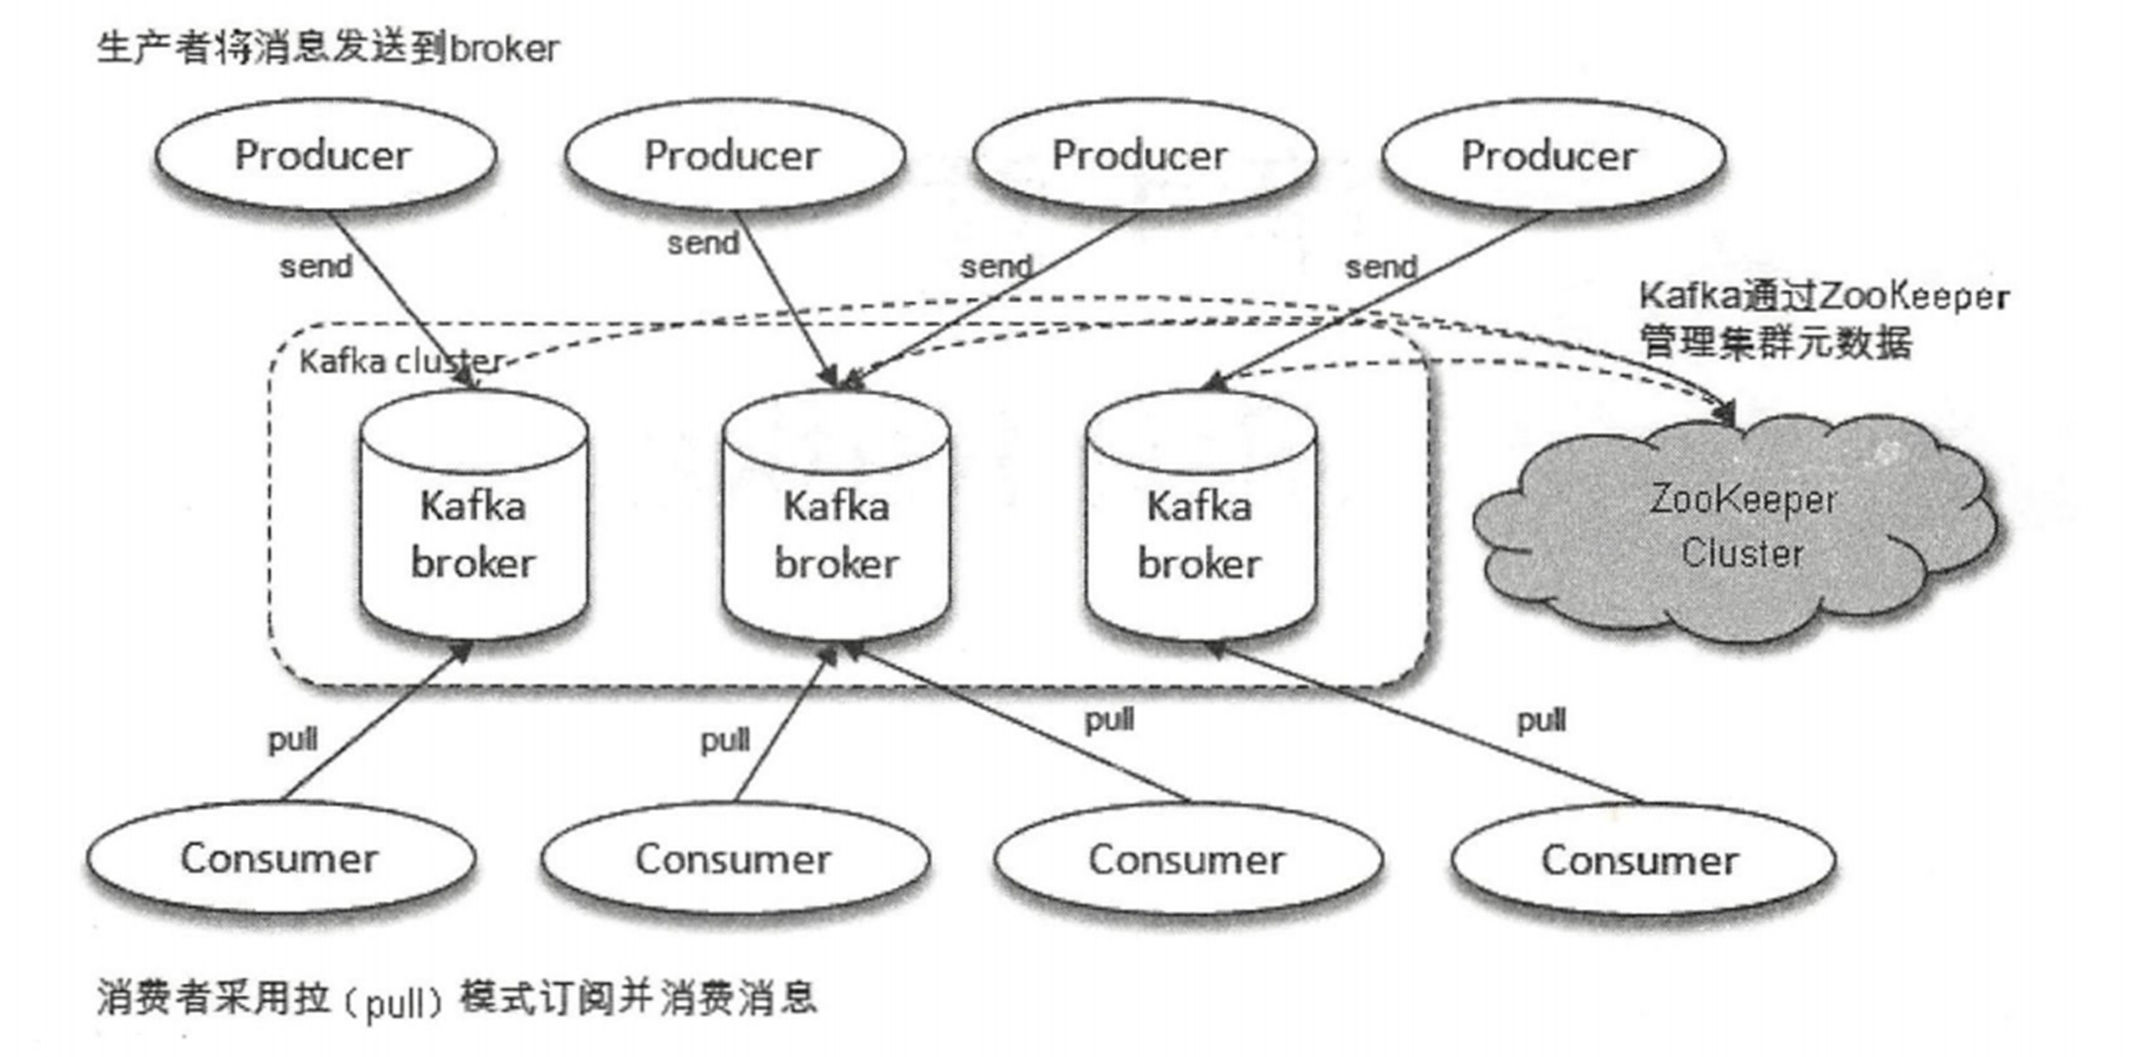 生产者将消息发送到broker
Producer
Producer
Producer
Producer
send
send
send
send
Kafka通过ZooKeeper
管理集群元数据
Kafka cluster
Kafka
broker
Kafka
broker
Kafka
broker
ZooKeeper
Cluster
pull
pull
pull
pull
Consumer
Consumer
Consumer
Consumer
消费者采用拉（pull）模式订阅并消费消息